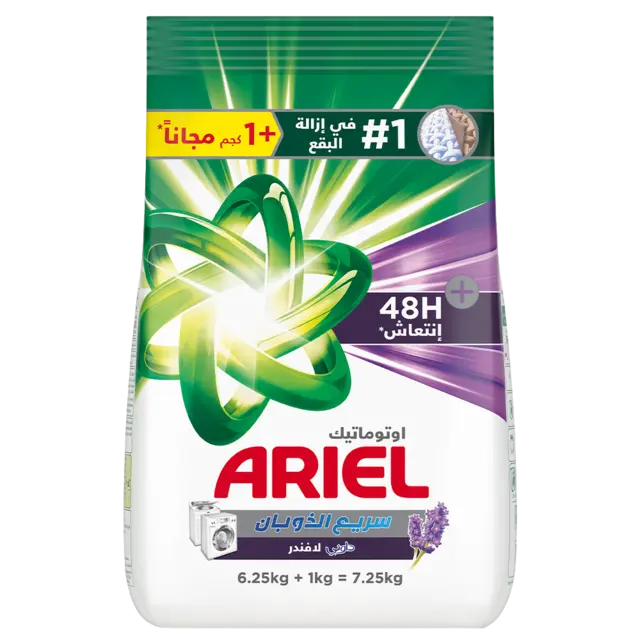 #1 في إزالة
البقع
+1 كجم مجاناً*
48H
إنتعاش*
اوتوماتيك
ARIEL
سريع الذوبان
داوني لافندر
6.25kg + 1kg = 7.25kg